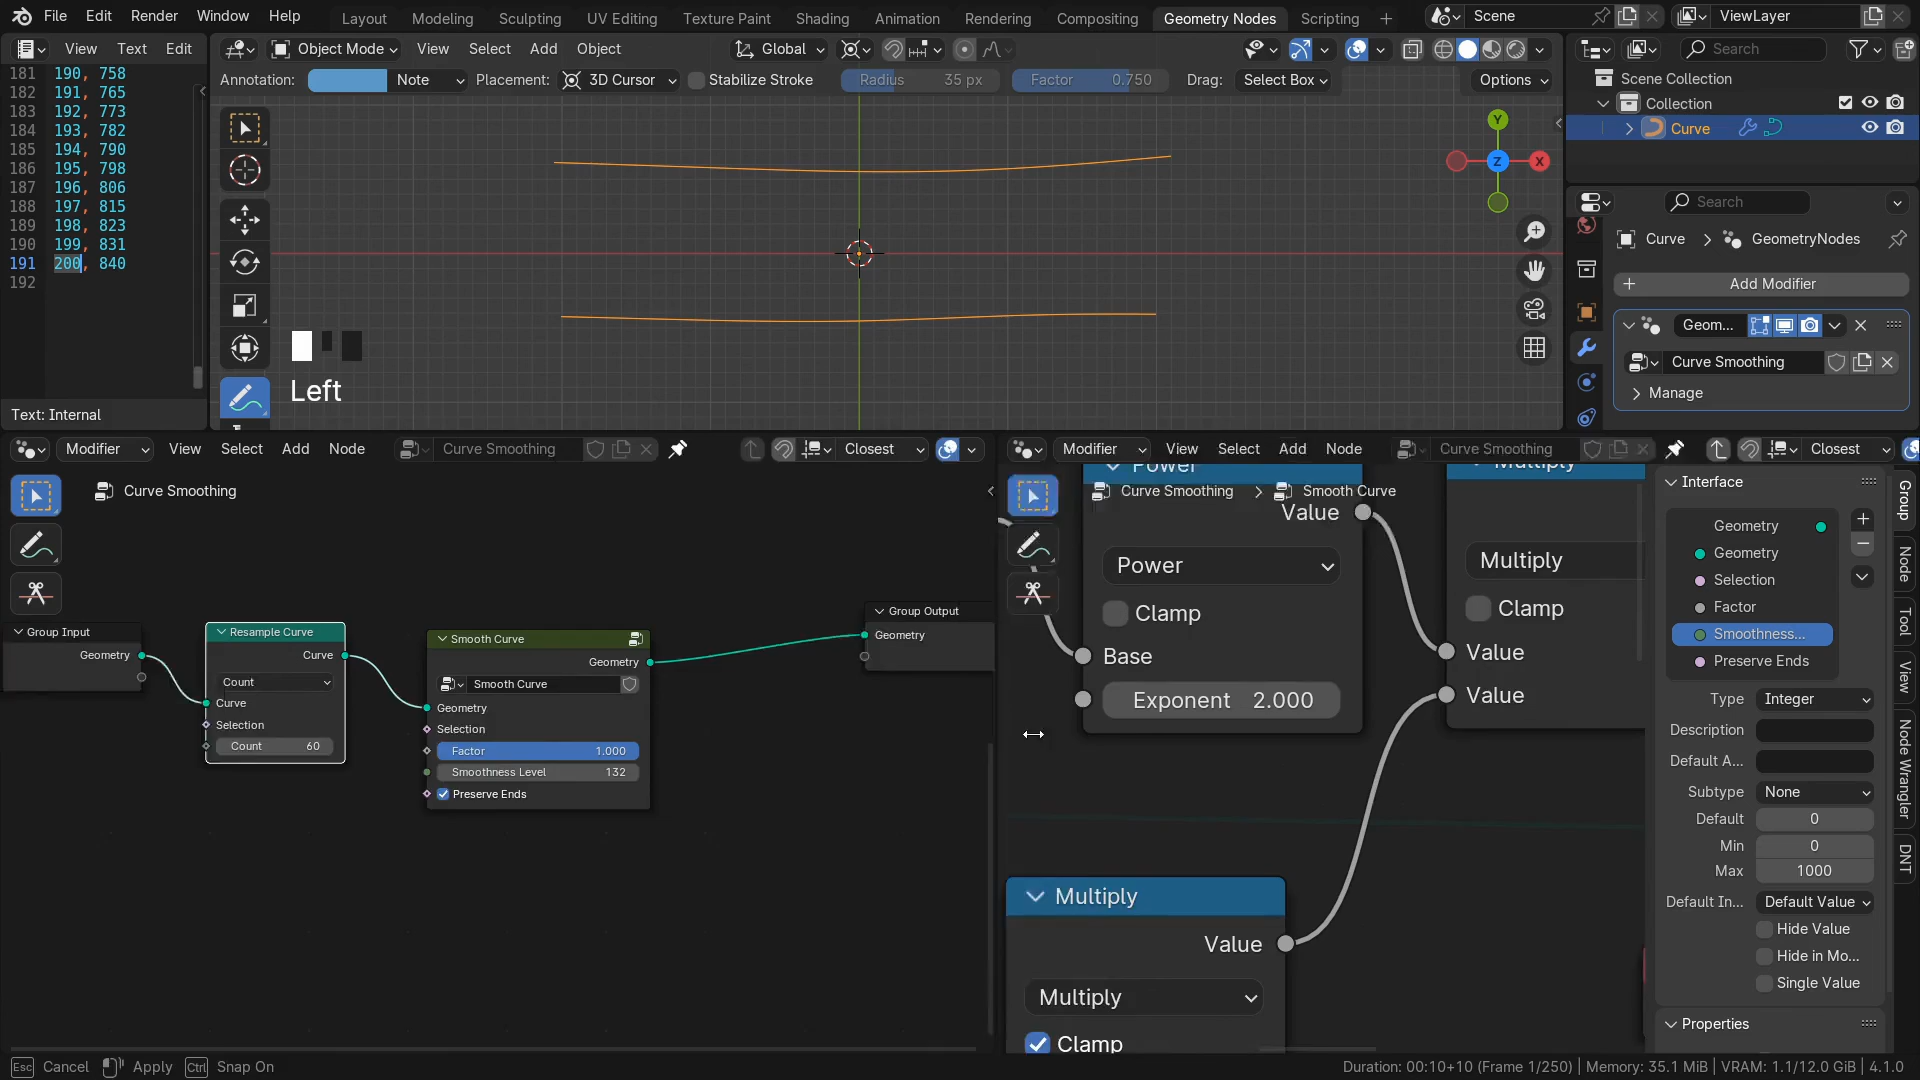 File Edit Render Window Help Layout Modeling Sculpting UV Editing Texture Paint Shading Animation Rendering Compositing Geometry Nodes Scripting + Scene ViewLayer
View Text Edit
Object Mode View Select Add Object Global
Search
Annotation: Note Placement: 3D Cursor Stabilize Stroke Radius 35 px Factor 0.750 Drag: Select Box Options
Scene Collection
Collection
Curve
181 190, 758
182 191, 765
183 192, 773
184 193, 782
185 194, 790
186 195, 798
187 196, 806
188 197, 815
189 198, 823
190 199, 831
191 200, 840
192
Text: Internal
Y
Z
X
Left
Search
Curve > GeometryNodes
+ Add Modifier
Geom...
Curve Smoothing
Manage
Modifier View Select Add Node Curve Smoothing Closest
Curve Smoothing
Group Input
Geometry
Resample Curve
Curve
Count
Curve
Selection
Count 60
Smooth Curve
Geometry
Smooth Curve
Geometry
Selection
Factor 1.000
Smoothness Level 132
Preserve Ends
Group Output
Geometry
Modifier View Select Add Node Curve Smoothing Closest
Power
Curve Smoothing > Smooth Curve
Value
Power
Clamp
Base
Exponent 2.000
Multiply
Multiply
Clamp
Value
Value
Multiply
Value
Multiply
Clamp
Interface
Geometry
Geometry
Selection
Factor
Smoothness...
Preserve Ends
Type Integer
Description
Default A...
Subtype None
Default 0
Min 0
Max 1000
Default In... Default Value
Hide Value
Hide in Mo...
Single Value
Properties
Group
Node
Tool
View
Node Wrangler
DNT
Esc Cancel Apply Ctrl Snap On
Duration: 00:10+10 (Frame 1/250) | Memory: 35.1 MiB | VRAM: 1.1/12.0 GiB | 4.1.0